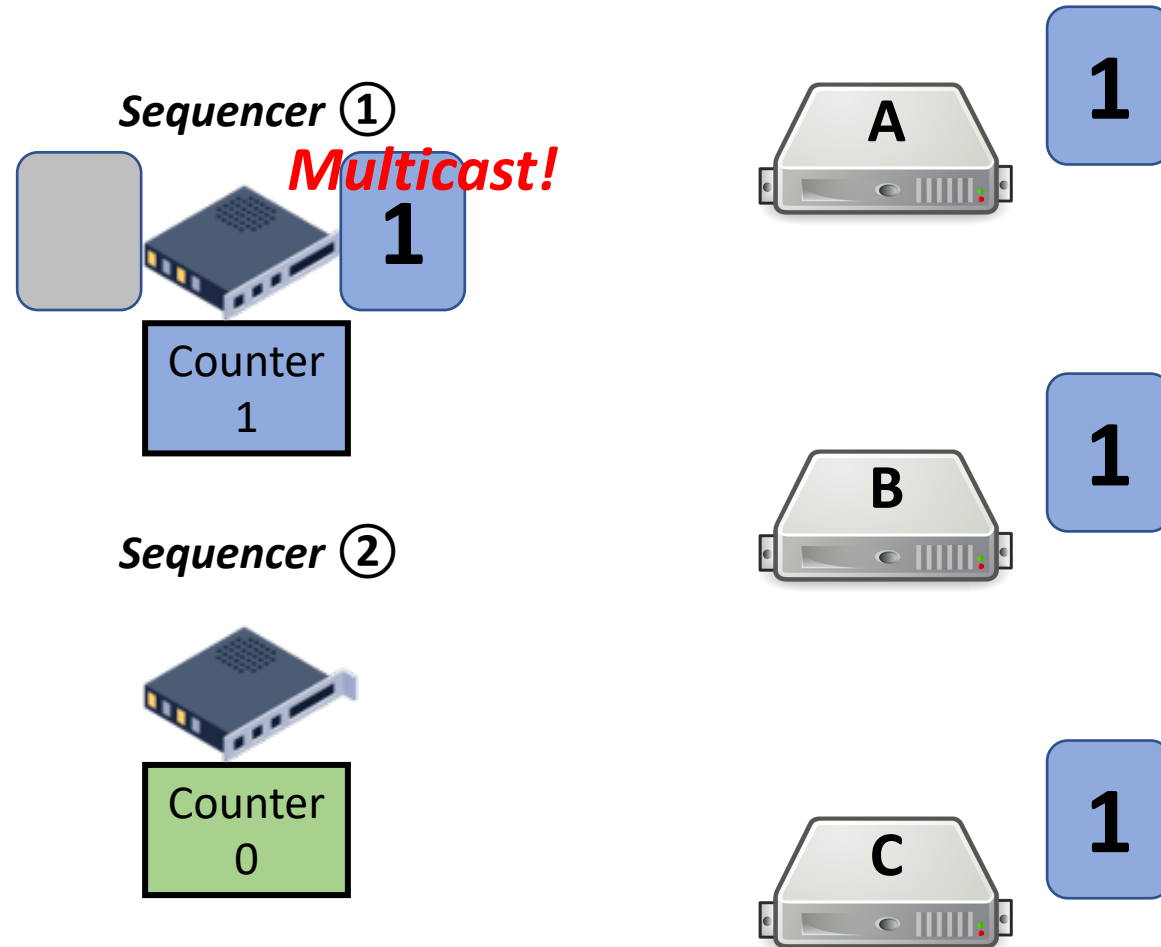 Sequencer ①
Multicast!
1
Counter
1
Sequencer ②
Counter
0
A
1
B
1
C
1